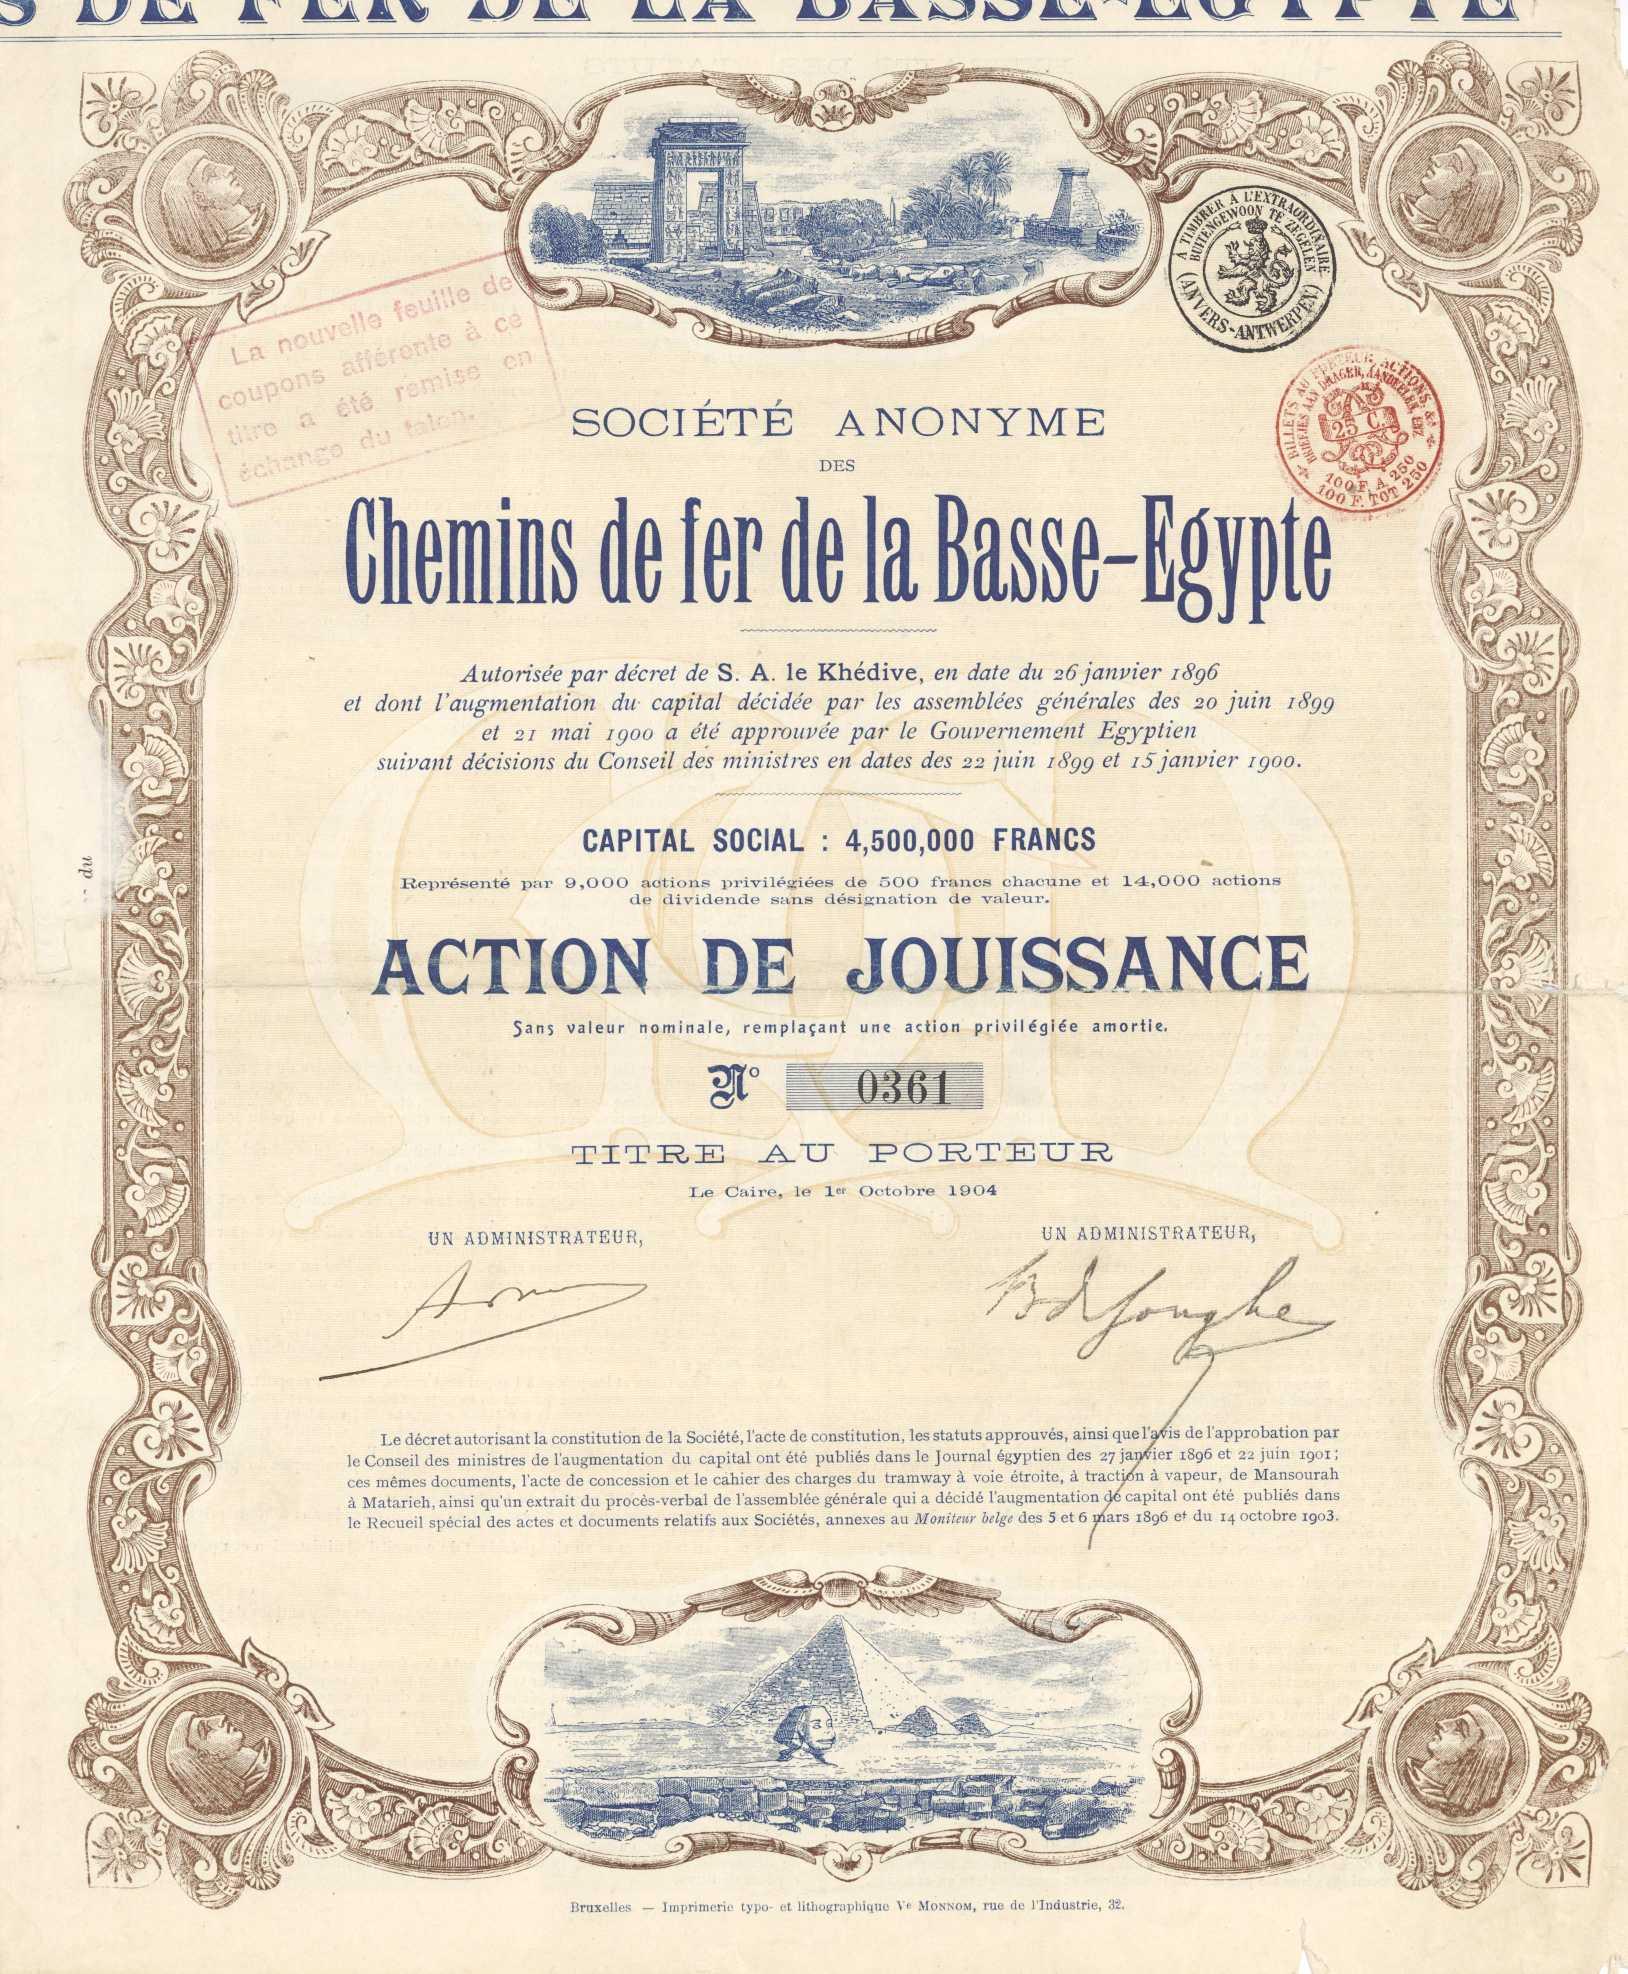 S DE FER DE LA BASSE-EGYPTE
À TIMBRER À L'EXTRAORDINAIRE
BUITENGEWOON TE ZEGELEN
(ANVERS-ANTWERPEN)
La nouvelle feuille de
coupons afférente à ce
titre a été remise en
échange du talon.
BILLETS AU PORTEUR, ACTIONS, &a
BRIEFJES AAN DRAGER, AANDEELEN, ENZ
25 C.
100 F. A 250
100 F. TOT 250
SOCIÉTÉ ANONYME
DES
Chemins de fer de la Basse-Egypte
Autorisée par décret de S. A. le Khédive, en date du 26 janvier 1896
et dont l'augmentation du capital décidée par les assemblées générales des 20 juin 1899
et 21 mai 1900 a été approuvée par le Gouvernement Egyptien
suivant décisions du Conseil des ministres en dates des 22 juin 1899 et 15 janvier 1900.
CAPITAL SOCIAL : 4,500,000 FRANCS
Représenté par 9,000 actions privilégiées de 500 francs chacune et 14,000 actions
de dividende sans désignation de valeur.
du
ACTION DE JOUISSANCE
Sans valeur nominale, remplaçant une action privilégiée amortie.
No 0361
TITRE AU PORTEUR
Le Caire, le 1er Octobre 1904
UN ADMINISTRATEUR, UN ADMINISTRATEUR,
Le décret autorisant la constitution de la Société, l'acte de constitution, les statuts approuvés, ainsi que l'avis de l'approbation par
le Conseil des ministres de l'augmentation du capital ont été publiés dans le Journal égyptien des 27 janvier 1896 et 22 juin 1901;
ces mêmes documents, l'acte de concession et le cahier des charges du tramway à voie étroite, à traction à vapeur, de Mansourah
à Matarieh, ainsi qu'un extrait du procès-verbal de l'assemblée générale qui a décidé l'augmentation de capital ont été publiés dans
le Recueil spécial des actes et documents relatifs aux Sociétés, annexes au Moniteur belge des 5 et 6 mars 1896 et du 14 octobre 1903.
Bruxelles — Imprimerie typo- et lithographique Ve MONNOM, rue de l'Industrie, 32.